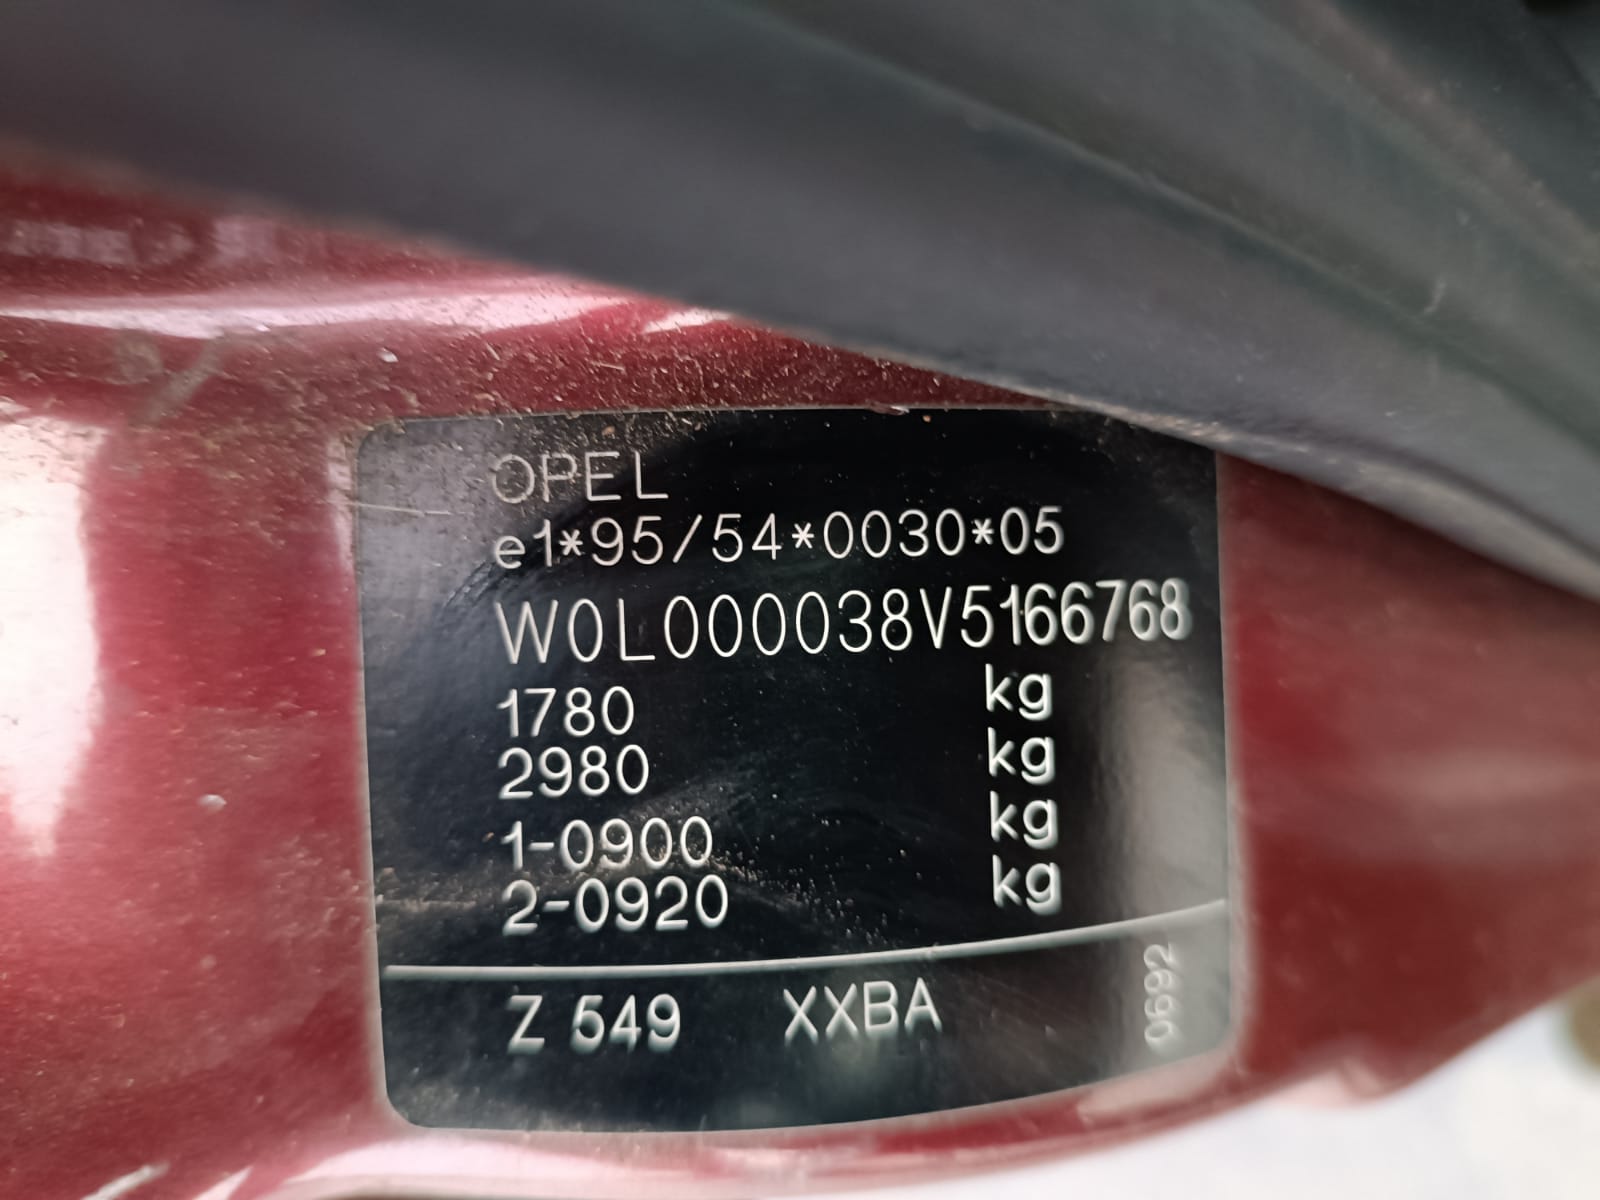 OPEL
e1*95/54*0030*05
W0L000038V5166768
1780 kg
2980 kg
1-0900 kg
2-0920 kg
Z 549 XXBA
0692